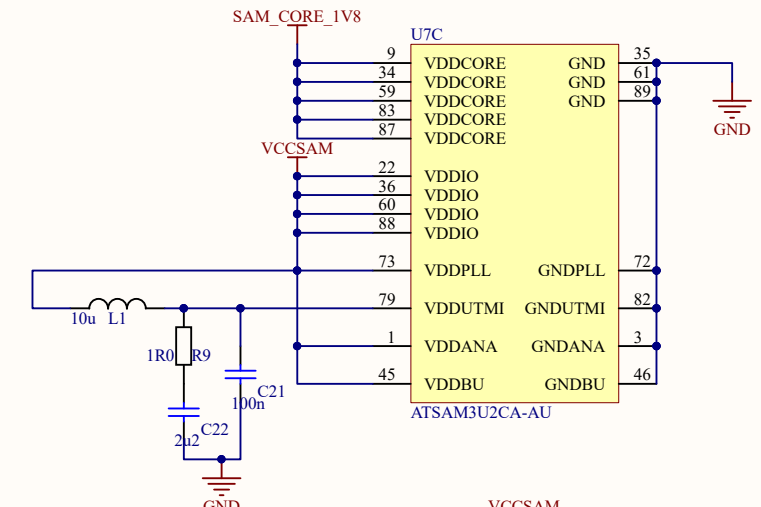 SAM_CORE_1V8
U7C
9 VDDCORE GND 35
34 VDDCORE GND 61
59 VDDCORE GND 89
83 VDDCORE
87 VDDCORE
VCCSAM
22 VDDIO
36 VDDIO
60 VDDIO
88 VDDIO
73 VDDPLL GNDPLL 72
79 VDDUTMI GNDUTMI 82
1 VDDANA GNDANA 3
45 VDDBU GNDBU 46
ATSAM3U2CA-AU
GND
10u L1
1R0 R9
C21
100n
C22
2u2
GND
VCCSAM